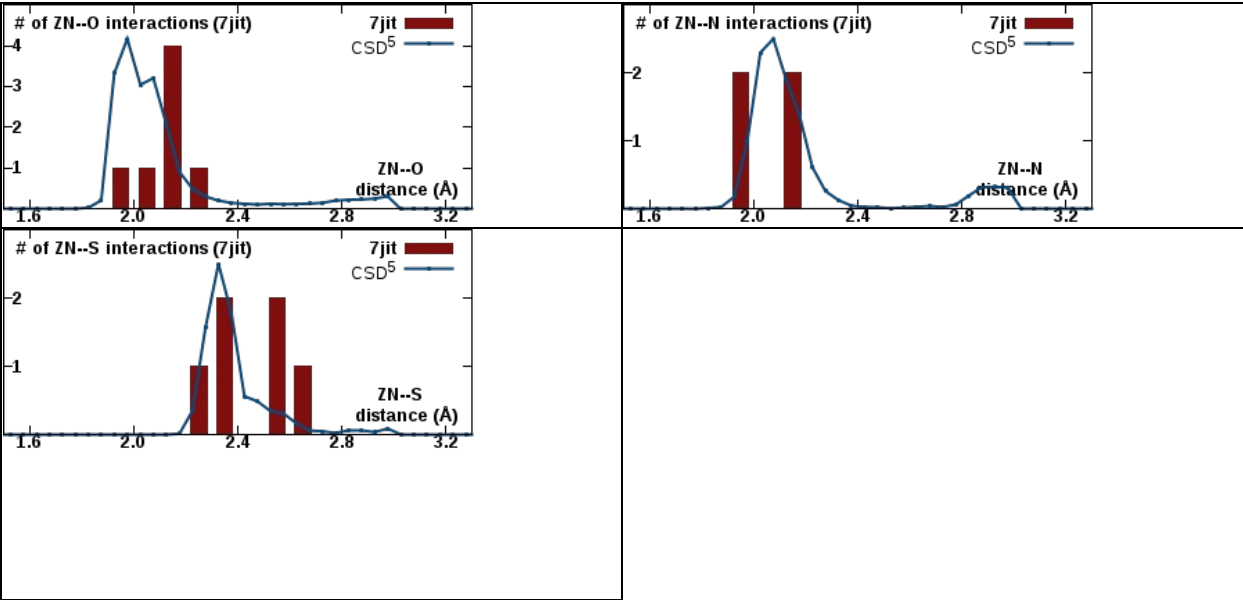 # of ZN--O interactions (7jit)
7jit
CSD5
4
3
2
1
ZN--O
distance (Å)
1.6 2.0 2.4 2.8 3.2
# of ZN--N interactions (7jit)
7jit
CSD5
2
1
ZN--N
distance (Å)
1.6 2.0 2.4 2.8 3.2
# of ZN--S interactions (7jit)
7jit
CSD5
2
1
ZN--S
distance (Å)
1.6 2.0 2.4 2.8 3.2